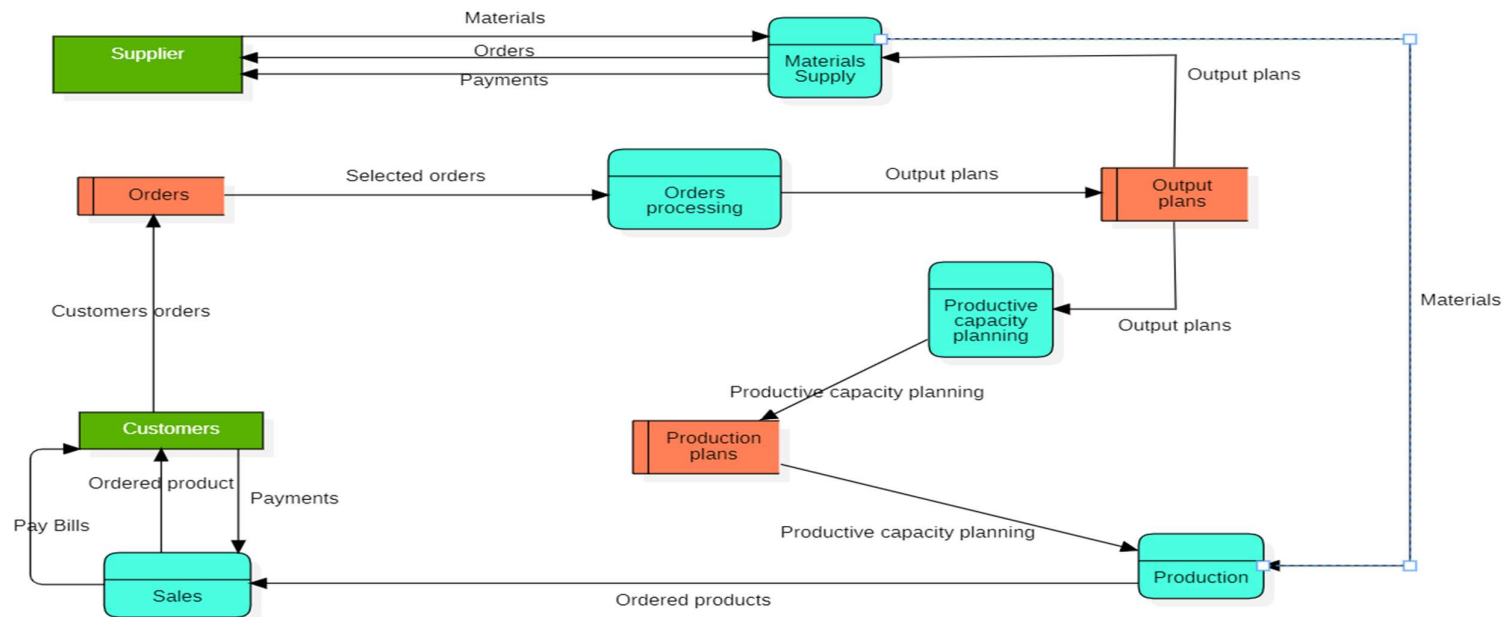 Materials
Supplier
Orders
Materials
Supply
Payments
Output plans
Orders
Selected orders
Orders
processing
Output plans
Output
plans
Customers orders
Productive
capacity
planning
Output plans
Materials
Productive capacity planning
Customers
Production
plans
Ordered product
Payments
Pay Bills
Productive capacity planning
Sales
Ordered products
Production